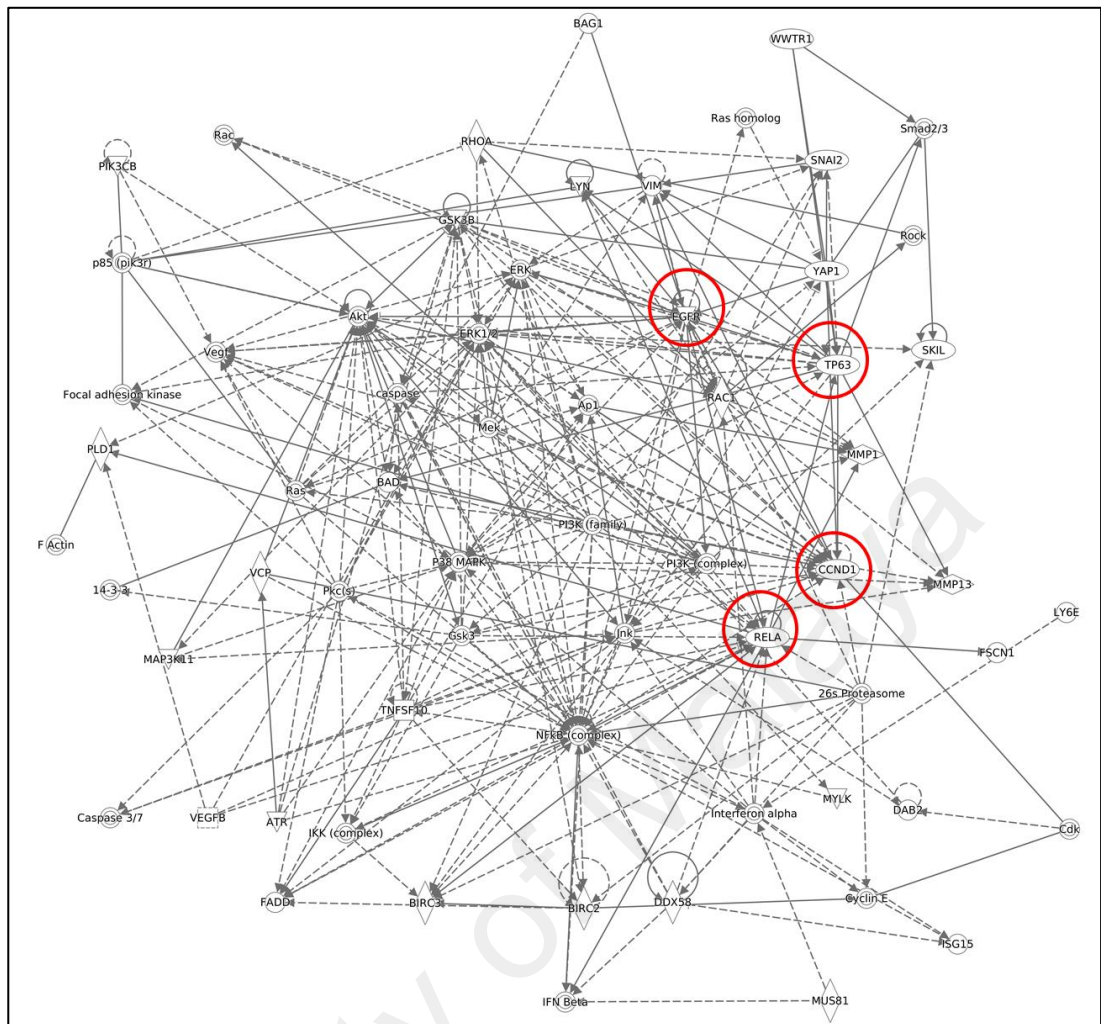 BAG1
WWTR1
Ras homolog
Smad2/3
Rac
RHOA
SNAI2
PIK3CB
LYN
VIM
GSK3B
Rock
p85 (pik3r)
ERK
YAP1
Akt
EGFR
ERK1/2
Vegf
SKIL
TP63
Focal adhesion kinase
caspase
RAC1
Ap1
Mek
PLD1
MMP1
BAD
Ras
PI3K (family)
F Actin
P38 MAPK
PI3K (complex)
CCND1
VCP
MMP13
14-3-3
Pkc(s)
LY6E
Gsk3
Jnk
RELA
FSCN1
MAP3K11
26s Proteasome
TNFSF10
NFkB (complex)
MYLK
Caspase 3/7
VEGFB
ATR
Interferon alpha
DAB2
IKK (complex)
Cdk
FADD
BIRC3
BIRC2
DDX58
Cyclin E
ISG15
IFN Beta
MUS81
y of Malaya